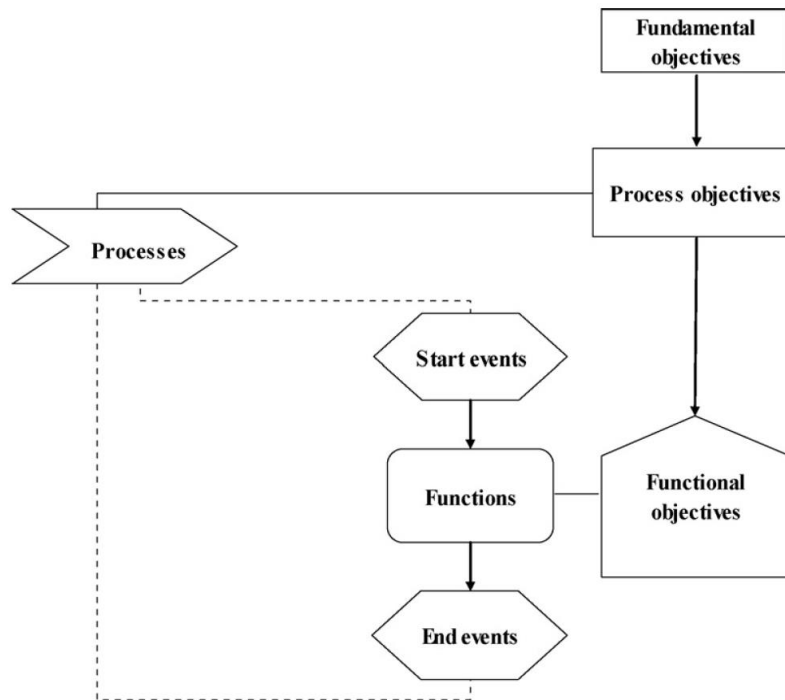 Fundamental
objectives
Process objectives
Processes
Start events
Functions
Functional
objectives
End events